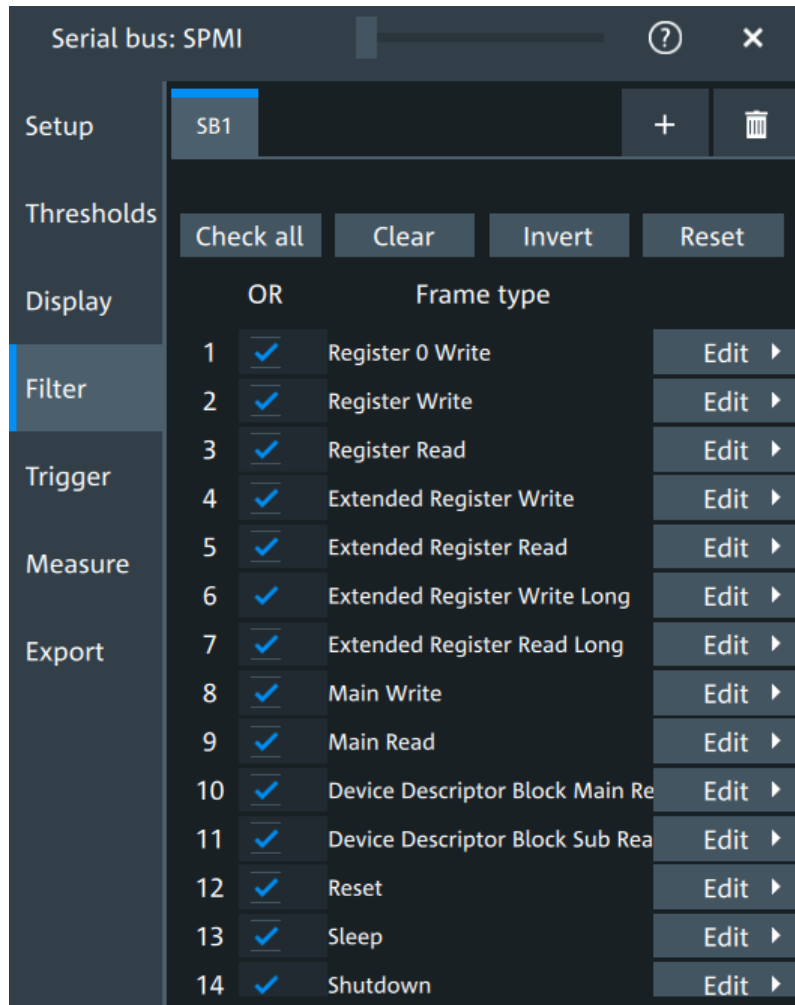 Serial bus: SPMI ?
Setup
Thresholds
Display
Filter
Trigger
Measure
Export
SB1 +
Check all Clear Invert Reset
OR Frame type
1 Register 0 Write Edit
2 Register Write Edit
3 Register Read Edit
4 Extended Register Write Edit
5 Extended Register Read Edit
6 Extended Register Write Long Edit
7 Extended Register Read Long Edit
8 Main Write Edit
9 Main Read Edit
10 Device Descriptor Block Main Re Edit
11 Device Descriptor Block Sub Rea Edit
12 Reset Edit
13 Sleep Edit
14 Shutdown Edit